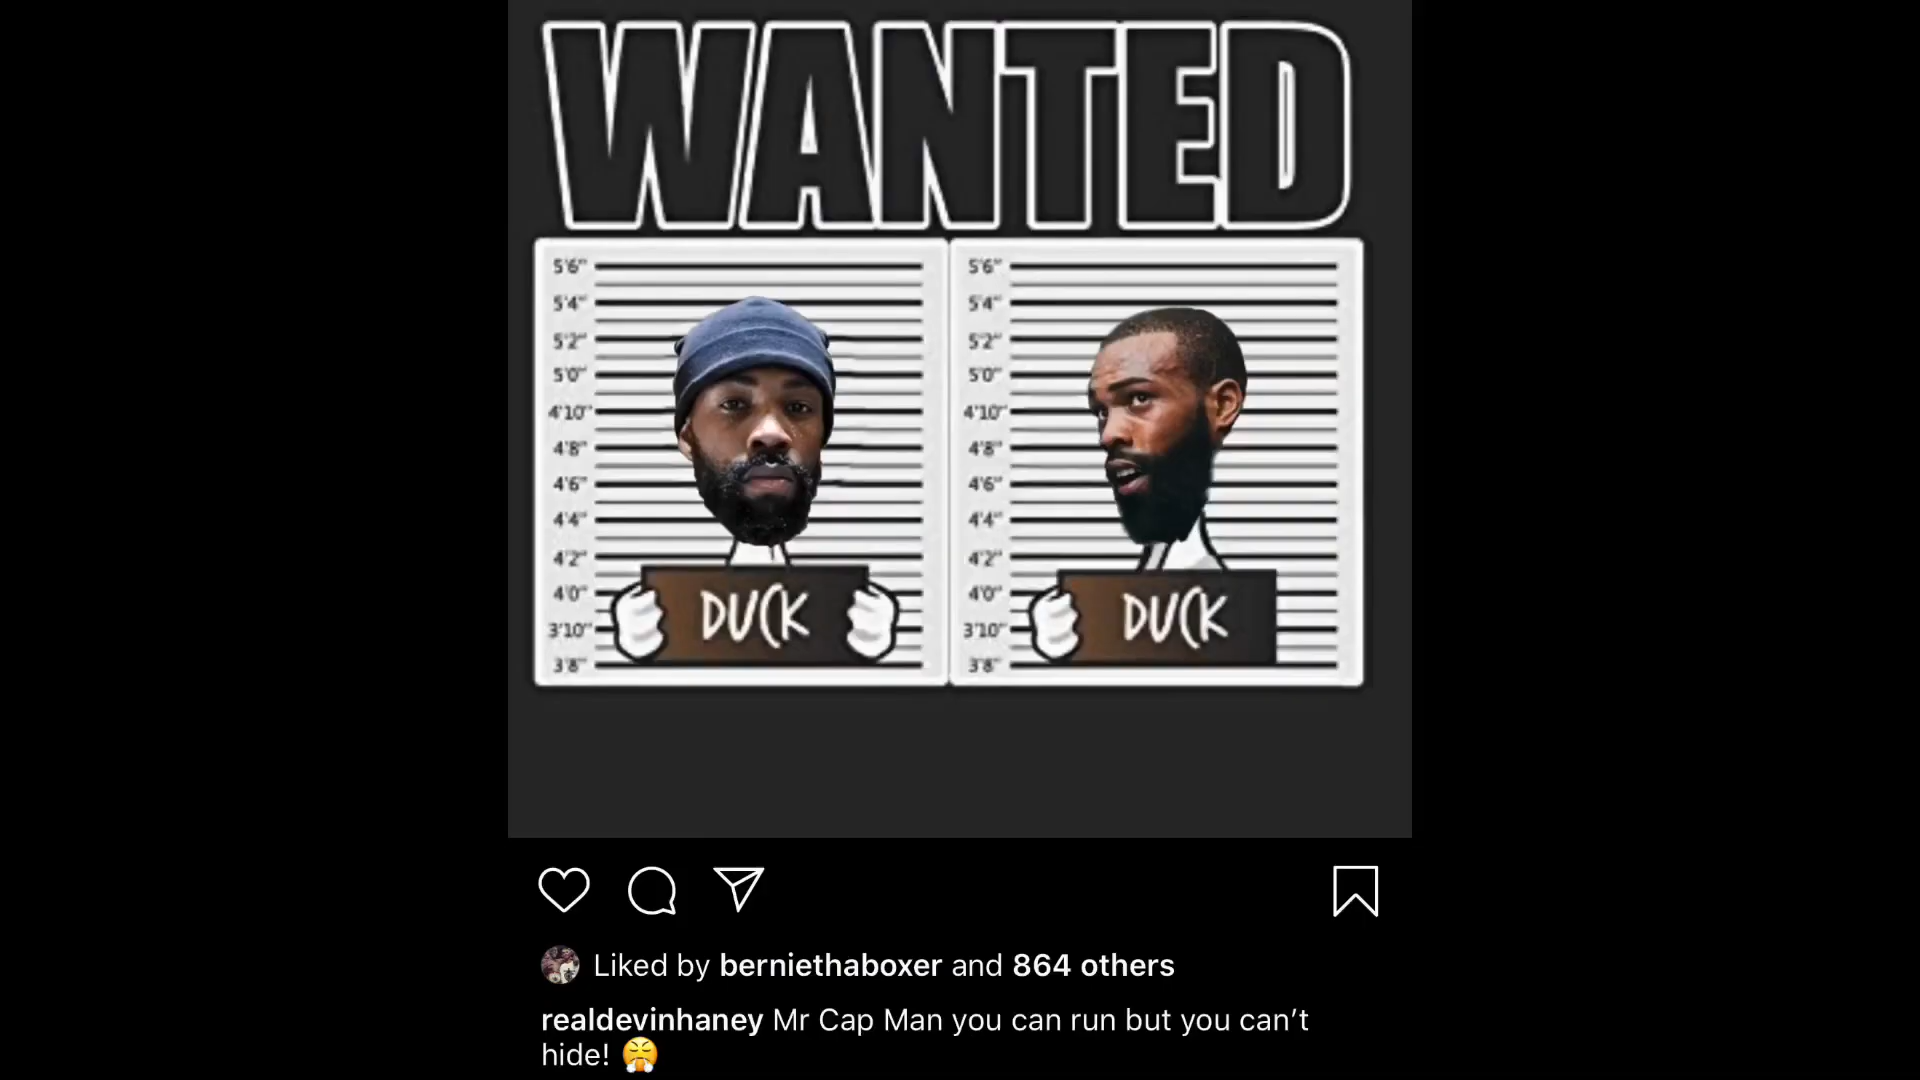 WANTED
5'6" 5'6"
5'4" 5'4"
5'2" 5'2"
5'0" 5'0"
4'10" 4'10"
4'8" 4'8"
4'6" 4'6"
4'4" 4'4"
4'2" 4'2"
4'0" 4'0"
DUCK DUCK
3'10" 3'10"
3'8" 3'8"
Liked by berniethaboxer and 864 others
realdevinhaney Mr Cap Man you can run but you can’t
hide! 😤